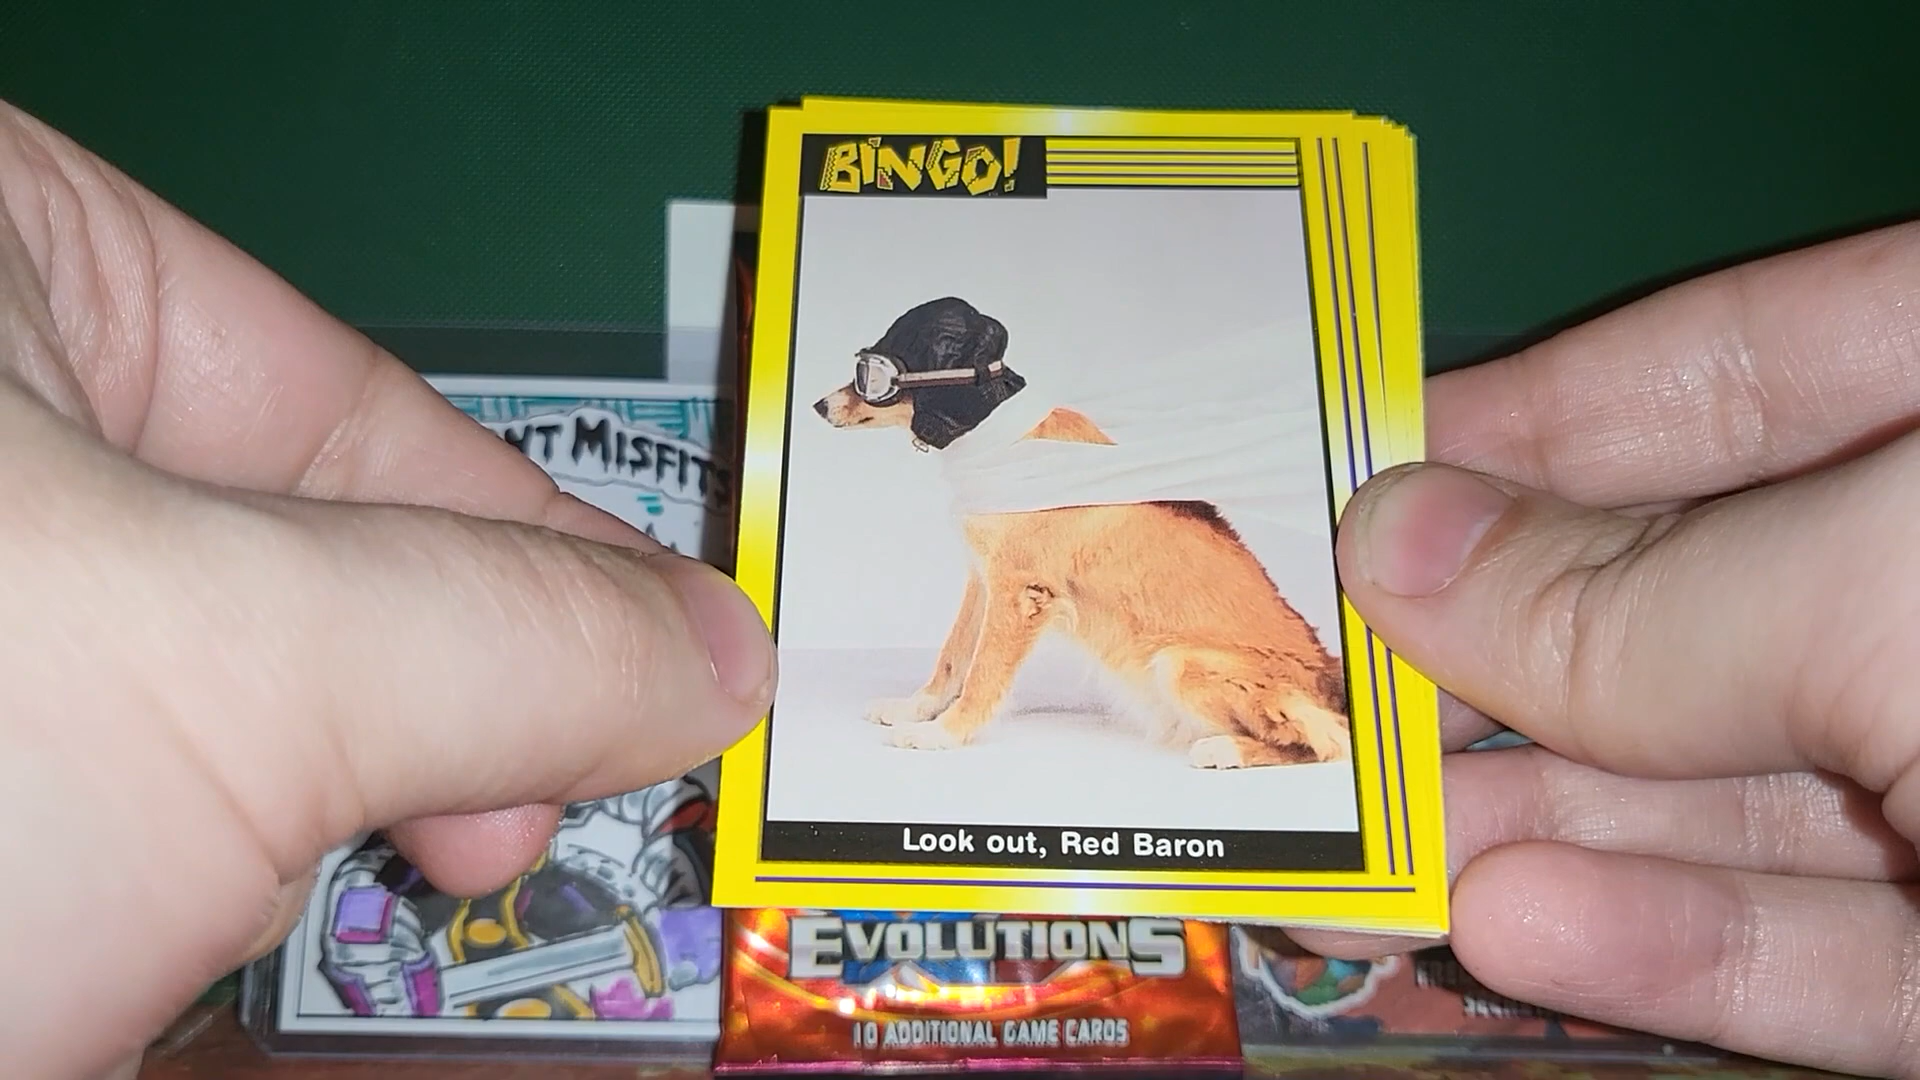 BINGO!
MISFITS
Look out, Red Baron
EVOLUTIONS
10 ADDITIONAL GAME CARDS